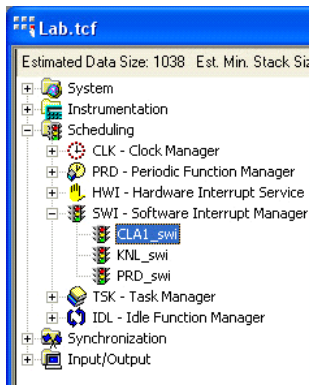 Lab.tcf
Estimated Data Size: 1038 Est. Min. Stack Siz
System
Instrumentation
Scheduling
CLK - Clock Manager
PRD - Periodic Function Manager
HWI - Hardware Interrupt Service
SWI - Software Interrupt Manager
CLA1_swi
KNL_swi
PRD_swi
TSK - Task Manager
IDL - Idle Function Manager
Synchronization
Input/Output